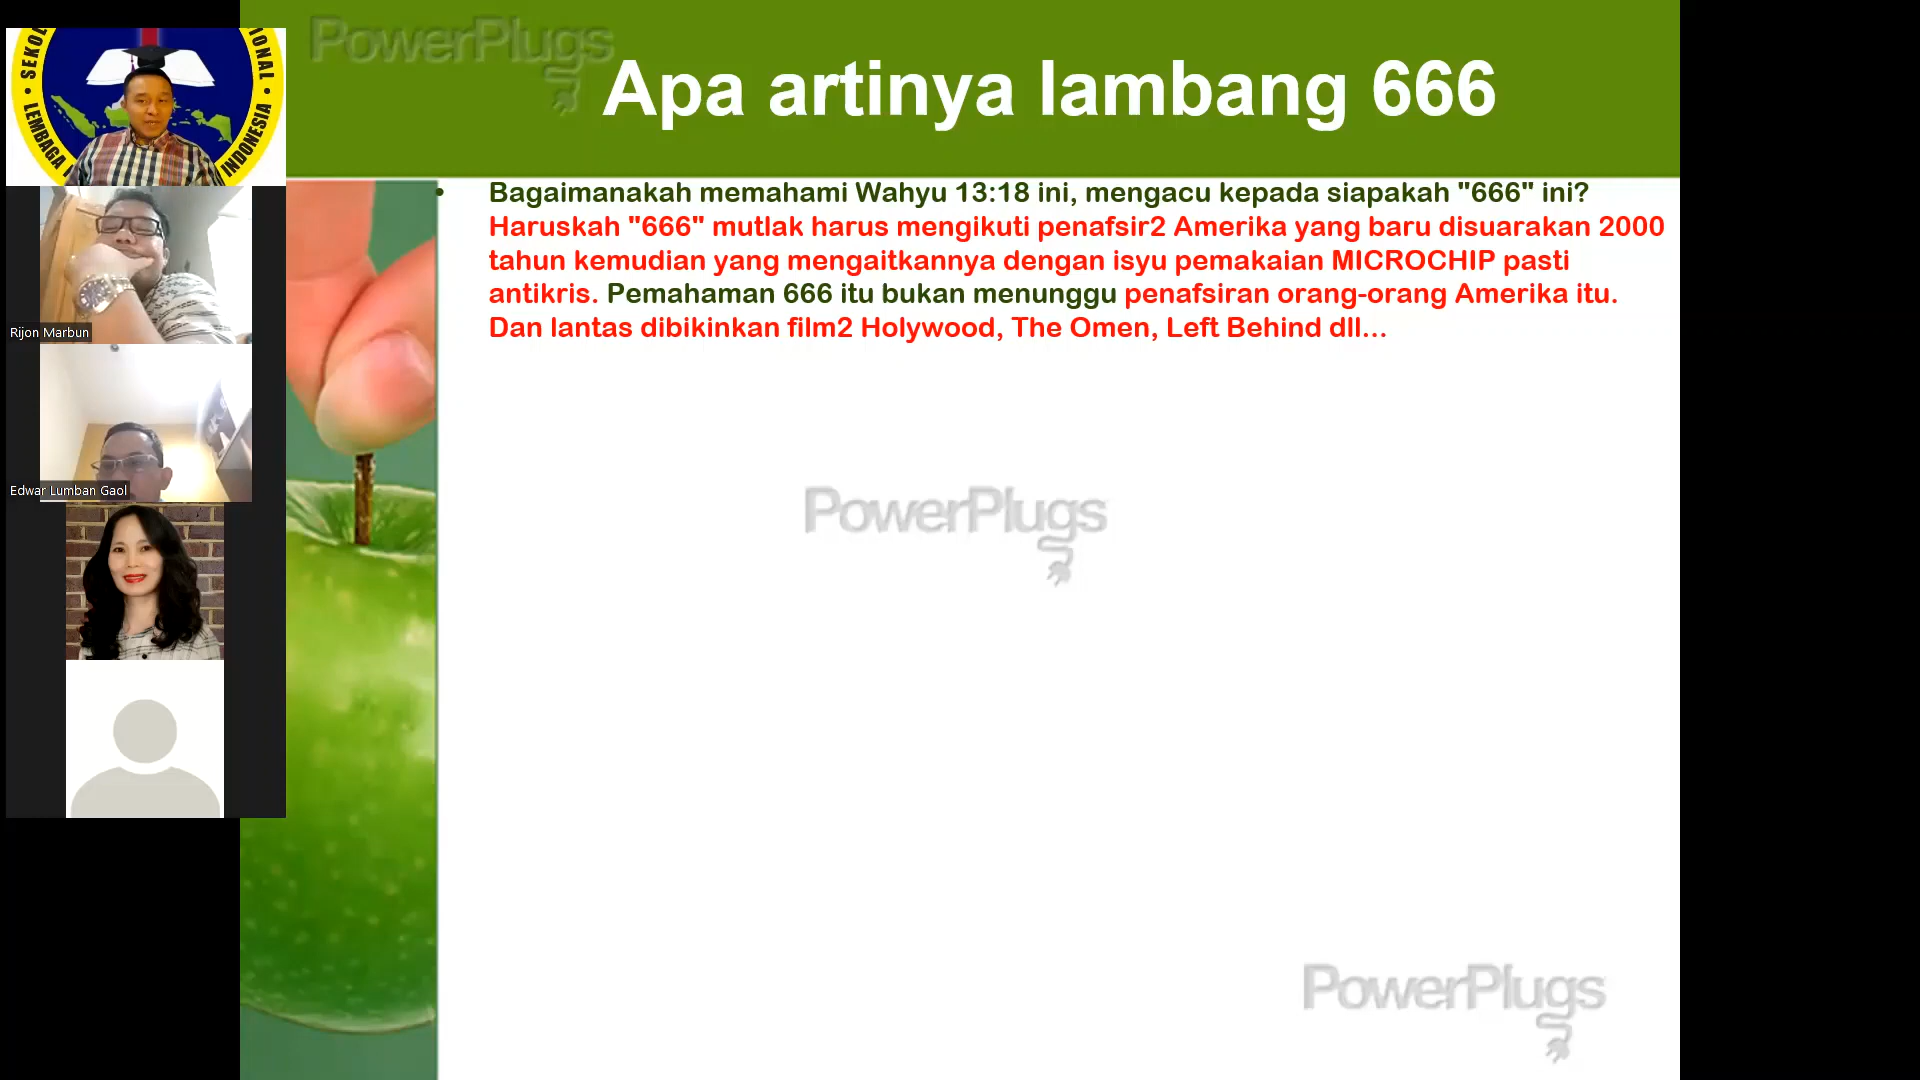 SEKOL
IONAL
LEMBAGA
INDONESIA
Rijon Marbun
Edwar Lumban Gaol
PowerPlugs
Apa artinya lambang 666
• Bagaimanakah memahami Wahyu 13:18 ini, mengacu kepada siapakah "666" ini?
Haruskah "666" mutlak harus mengikuti penafsir2 Amerika yang baru disuarakan 2000
tahun kemudian yang mengaitkannya dengan isyu pemakaian MICROCHIP pasti
antikris. Pemahaman 666 itu bukan menunggu penafsiran orang-orang Amerika itu.
Dan lantas dibikinkan film2 Holywood, The Omen, Left Behind dll...
PowerPlugs
PowerPlugs